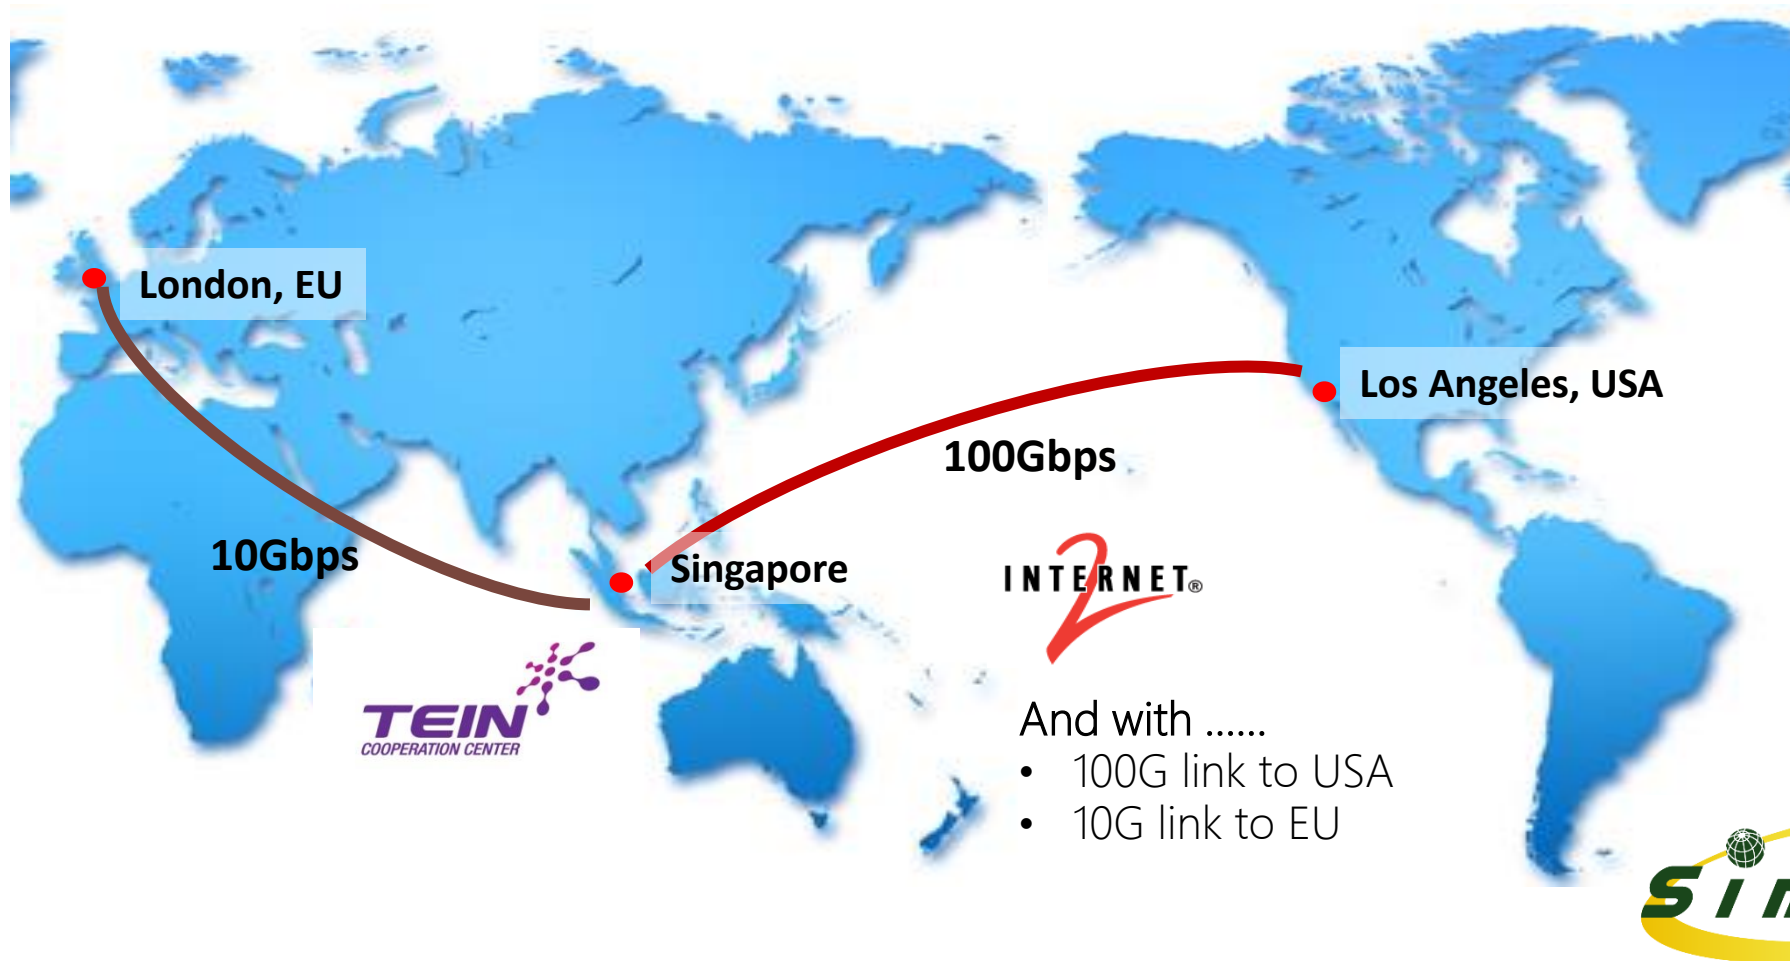 London, EU
Los Angeles, USA
100Gbps
10Gbps
Singapore
INTERNET®
2
TEIN
COOPERATION CENTER
And with ......
• 100G link to USA
• 10G link to EU